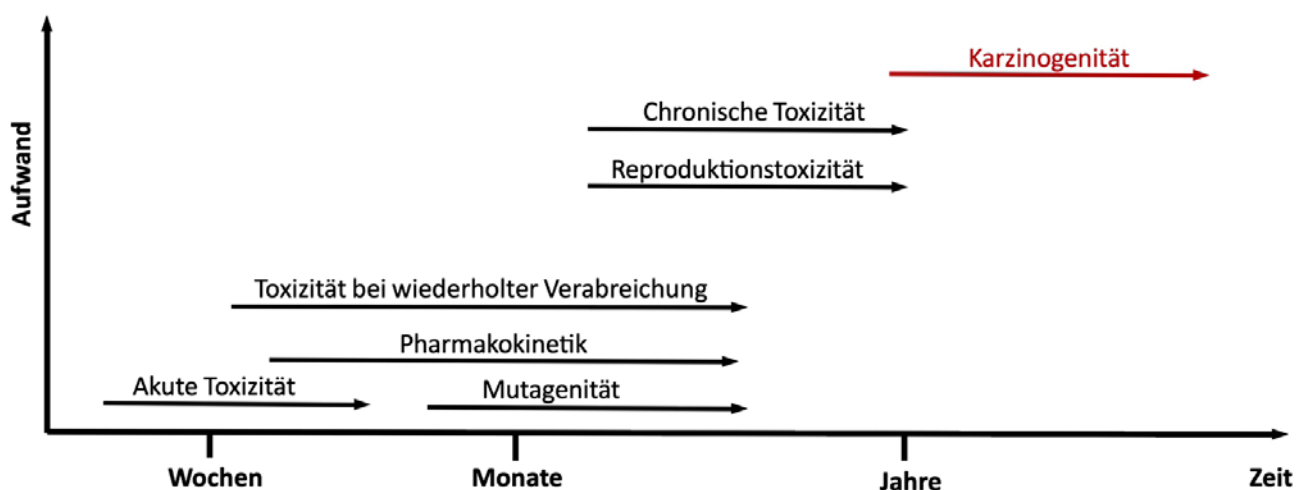 Karzinogenität
Chronische Toxizität
Reproduktionstoxizität
Aufwand
Toxizität bei wiederholter Verabreichung
Pharmakokinetik
Akute Toxizität
Mutagenität
Wochen
Monate
Jahre
Zeit